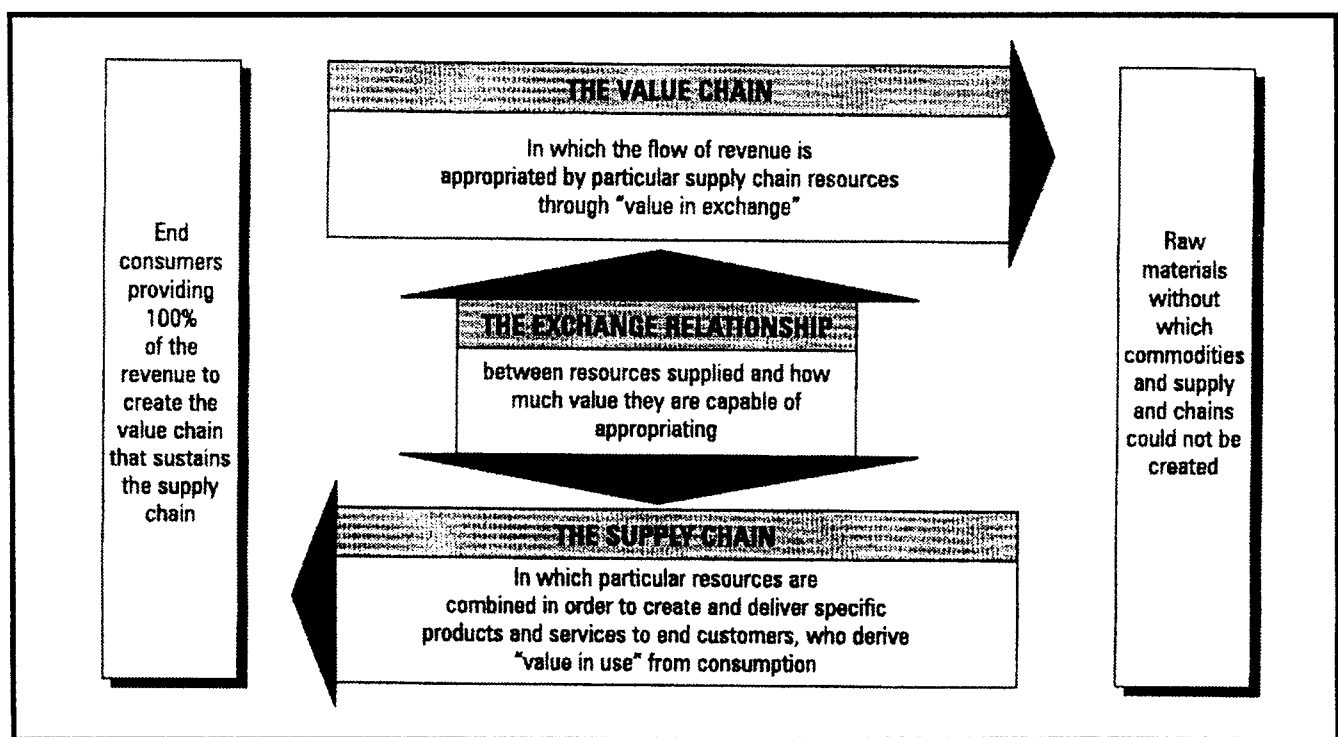 End
consumers
providing
100%
of the
revenue to
create the
value chain
that sustains
the supply
chain
THE VALUE CHAIN
In which the flow of revenue is
appropriated by particular supply chain resources
through "value in exchange"
THE EXCHANGE RELATIONSHIP
between resources supplied and how
much value they are capable of
appropriating
THE SUPPLY CHAIN
In which particular resources are
combined in order to create and deliver specific
products and services to end customers, who derive
"value in use" from consumption
Raw
materials
without
which
commodities
and supply
and chains
could not be
created